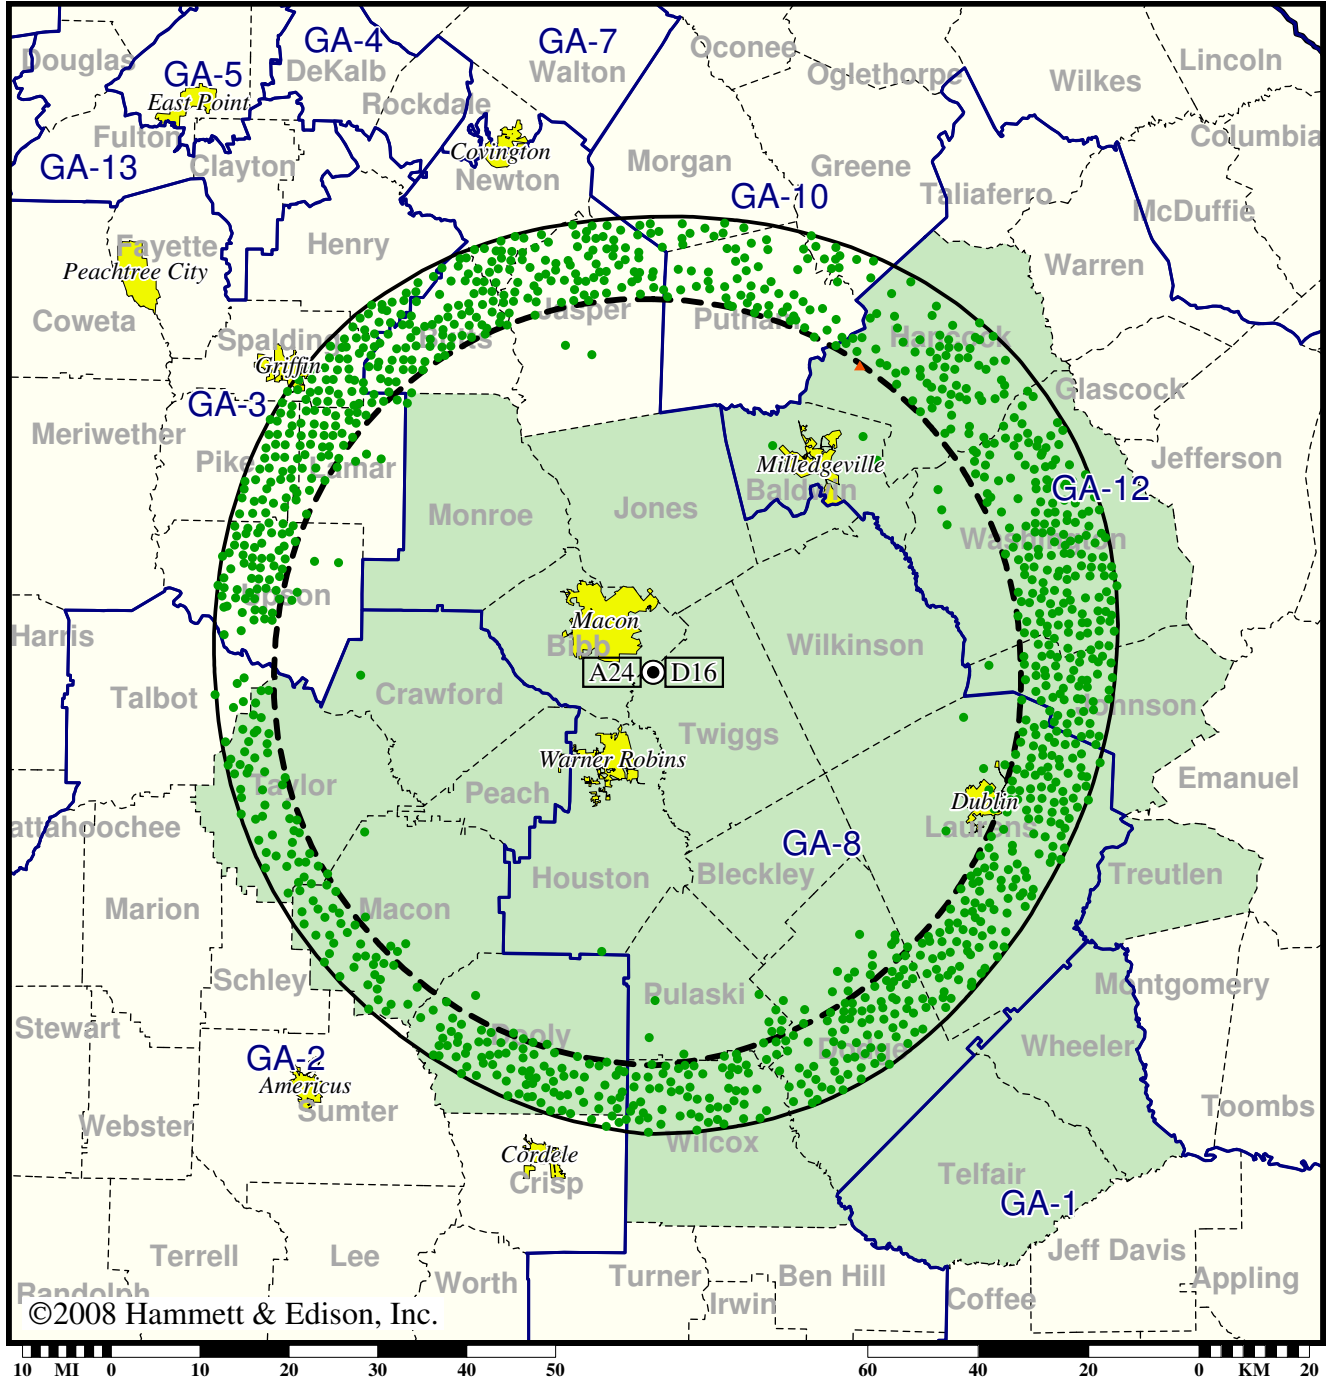 Douglas
GA-5
GA-4
GA-7
Oconee
DeKalb
Walton
Oglethorpe
Wilkes
Lincoln
East Point
Rockdale
Fulton
Columbia
Covington
GA-13
Clayton
Newton
Morgan
Greene
Taliaferro
GA-10
McDuffie
Fayette
Henry
Peachtree City
Warren
Coweta
Spalding
Butts
Jasper
Putnam
Hancock
Griffin
GA-3
Glascock
Meriwether
Pike
Lamar
Milledgeville
Baldwin
Jefferson
GA-12
Monroe
Jones
Washington
Upson
Macon
Bibb
Wilkinson
Harris
A24
D16
Talbot
Crawford
Johnson
Twiggs
Warner Robins
Taylor
Peach
Emanuel
Dublin
Laurens
attahoochee
GA-8
Houston
Bleckley
Treutlen
Marion
Macon
Schley
Pulaski
Montgomery
Stewart
Dooly
Dodge
Wheeler
GA-2
Americus
Sumter
Webster
Toombs
Wilcox
Cordele
Crisp
Telfair
GA-1
Terrell
Lee
Jeff Davis
Worth
Turner
Ben Hill
Appling
Randolph
Irwin
Coffee
©2008 Hammett & Edison, Inc.
10 MI 0 10 20 30 40 50 60 40 20 0 KM 20